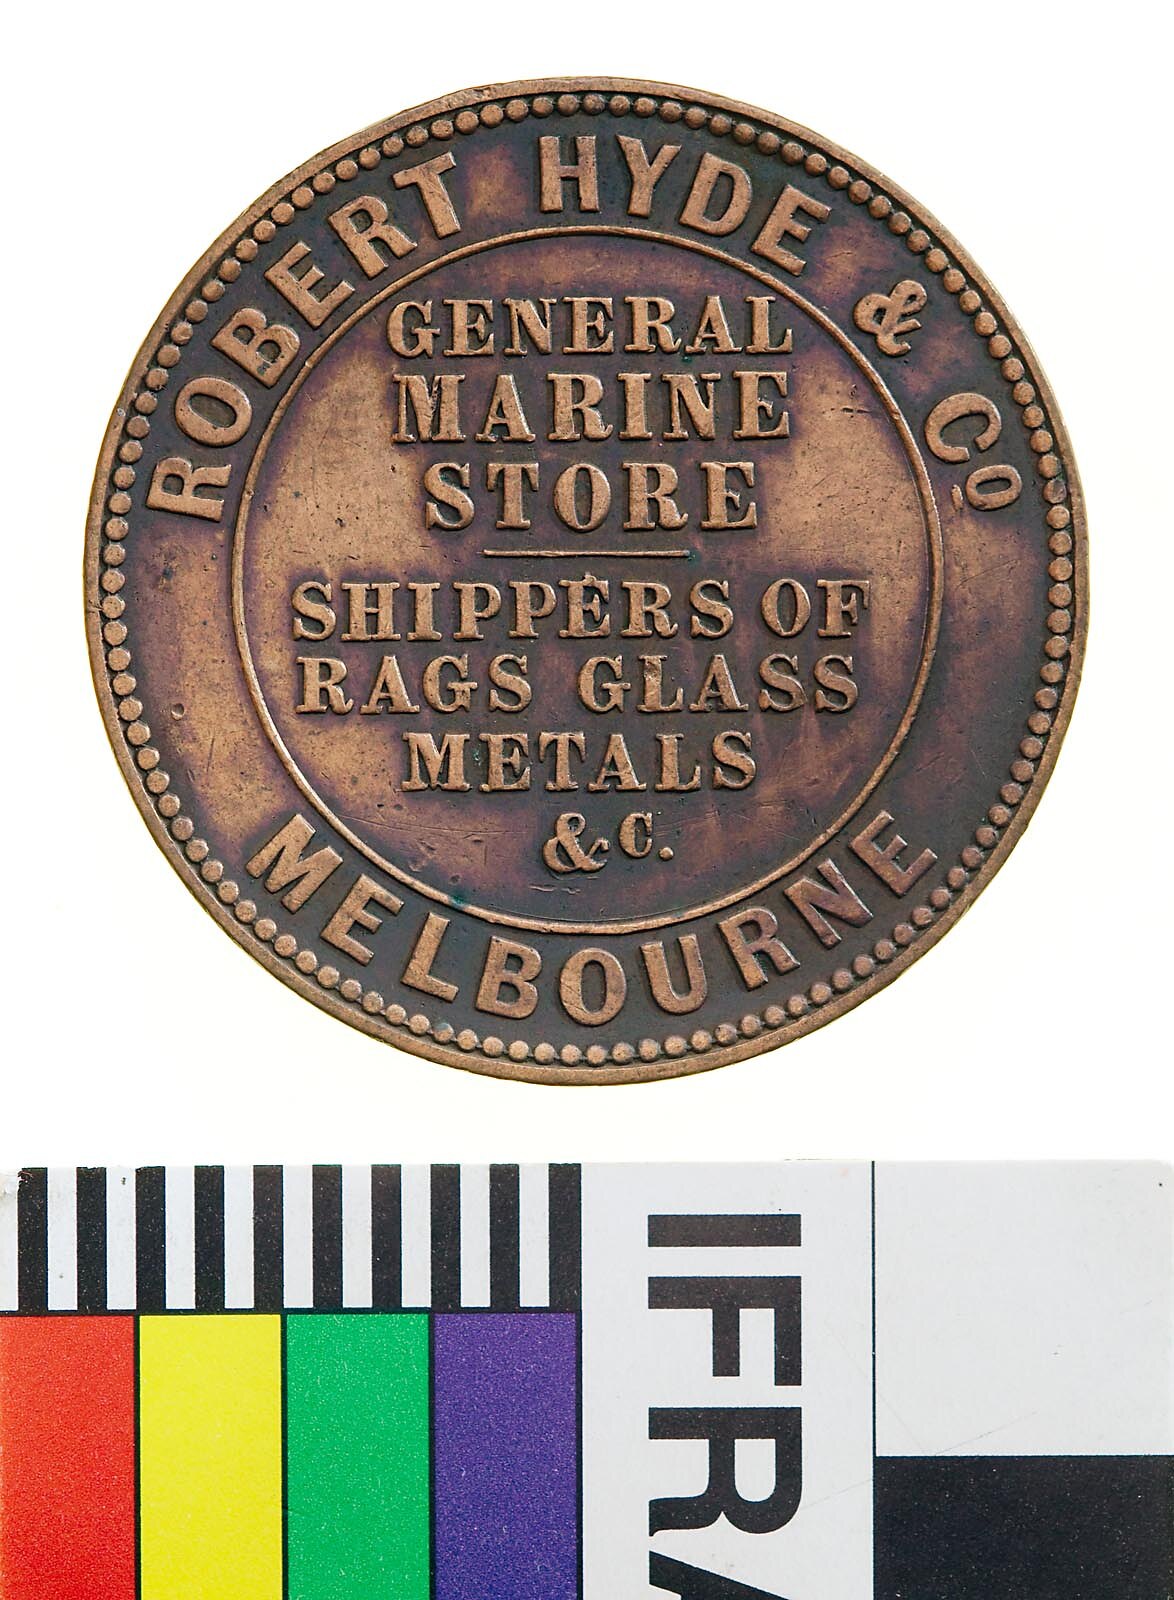 ROBERT HYDE & Co
GENERAL
MARINE
STORE
SHIPPERS OF
RAGS GLASS
METALS
&C.
MELBOURNE
IFRA